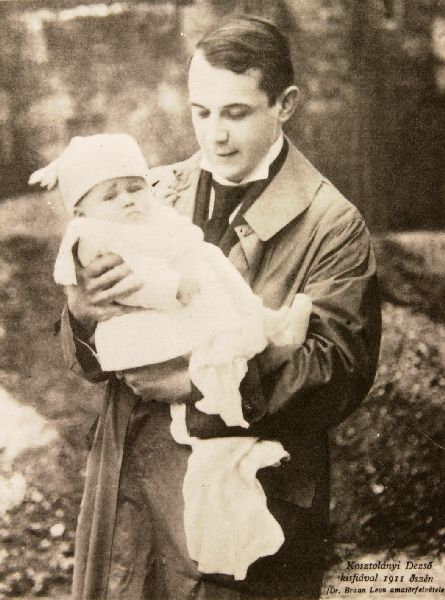 Kosztolányi Dezső
kisfiával 1911 őszén
/Dr. Braun Leon amatőrfelvétele